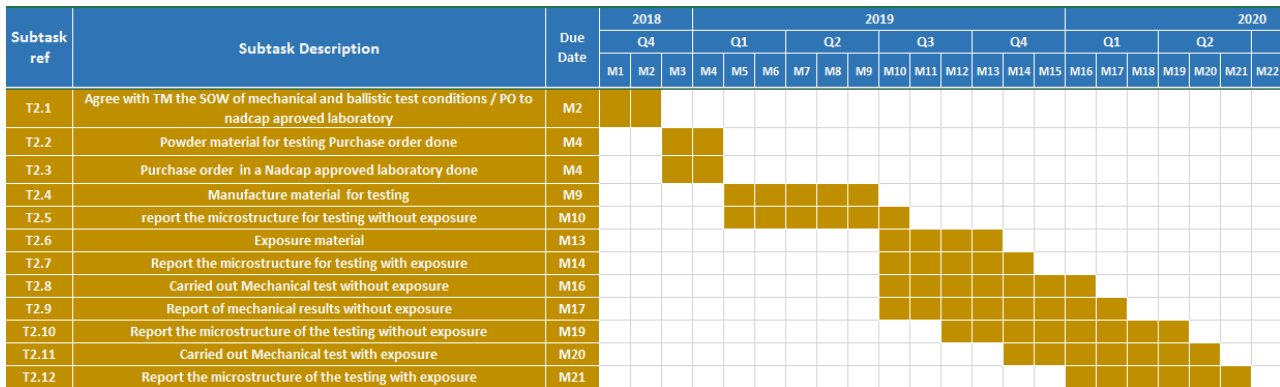 2018 2019 2020
Subtask ref Subtask Description Due Date Q4 Q1 Q2 Q3 Q4 Q1 Q2
M1 M2 M3 M4 M5 M6 M7 M8 M9 M10 M11 M12 M13 M14 M15 M16 M17 M18 M19 M20 M21 M22
T2.1 Agree with TM the SOW of mechanical and ballistic test conditions / PO to nadcap aproved laboratory M2
T2.2 Powder material for testing Purchase order done M4
T2.3 Purchase order in a Nadcap approved laboratory done M4
T2.4 Manufacture material for testing M9
T2.5 report the microstructure for testing without exposure M10
T2.6 Exposure material M13
T2.7 Report the microstructure for testing with exposure M14
T2.8 Carried out Mechanical test without exposure M16
T2.9 Report of mechanical results without exposure M17
T2.10 Report the microstructure of the testing without exposure M19
T2.11 Carried out Mechanical test with exposure M20
T2.12 Report the microstructure of the testing with exposure M21